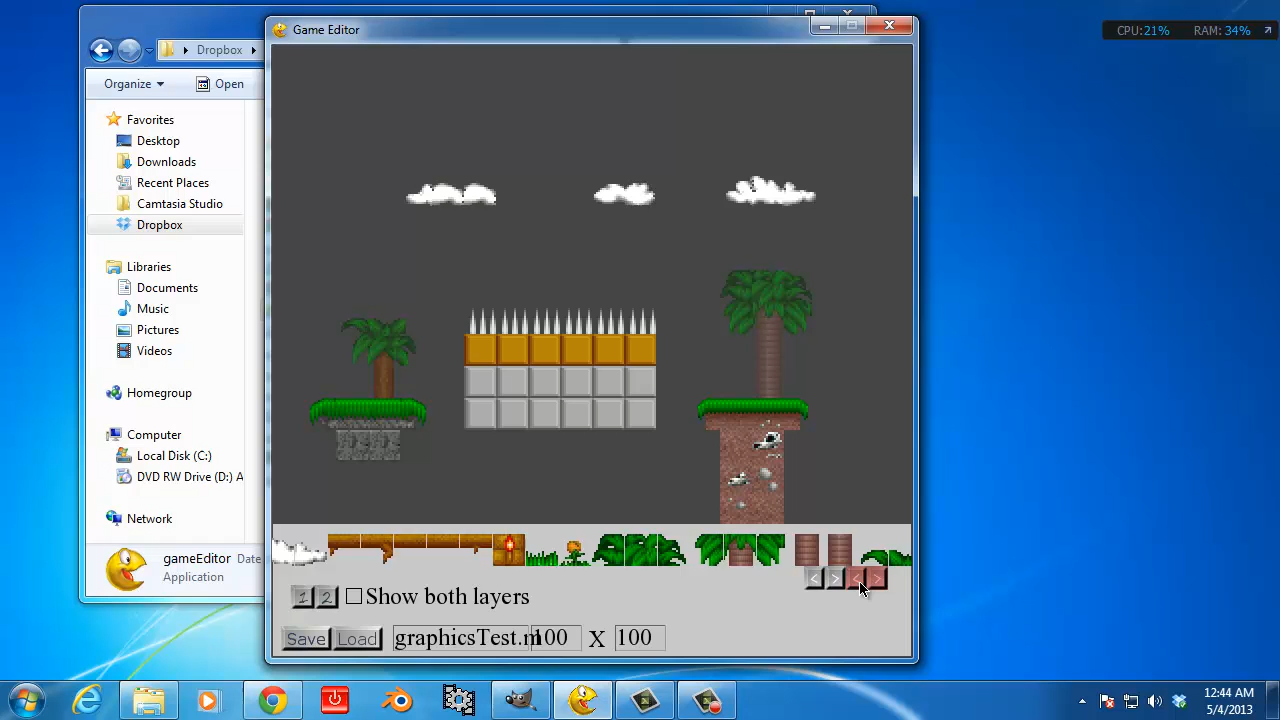 Game Editor
CPU:21% RAM: 34%
Dropbox
Organize Open
Favorites
Desktop
Downloads
Recent Places
Camtasia Studio
Dropbox
Libraries
Documents
Music
Pictures
Videos
Homegroup
Computer
Local Disk (C:)
DVD RW Drive (D:) A
Network
gameEditor Date
Application
< > < >
1 2 Show both layers
Save Load graphicsTest.m 100 X 100
12:44 AM
5/4/2013